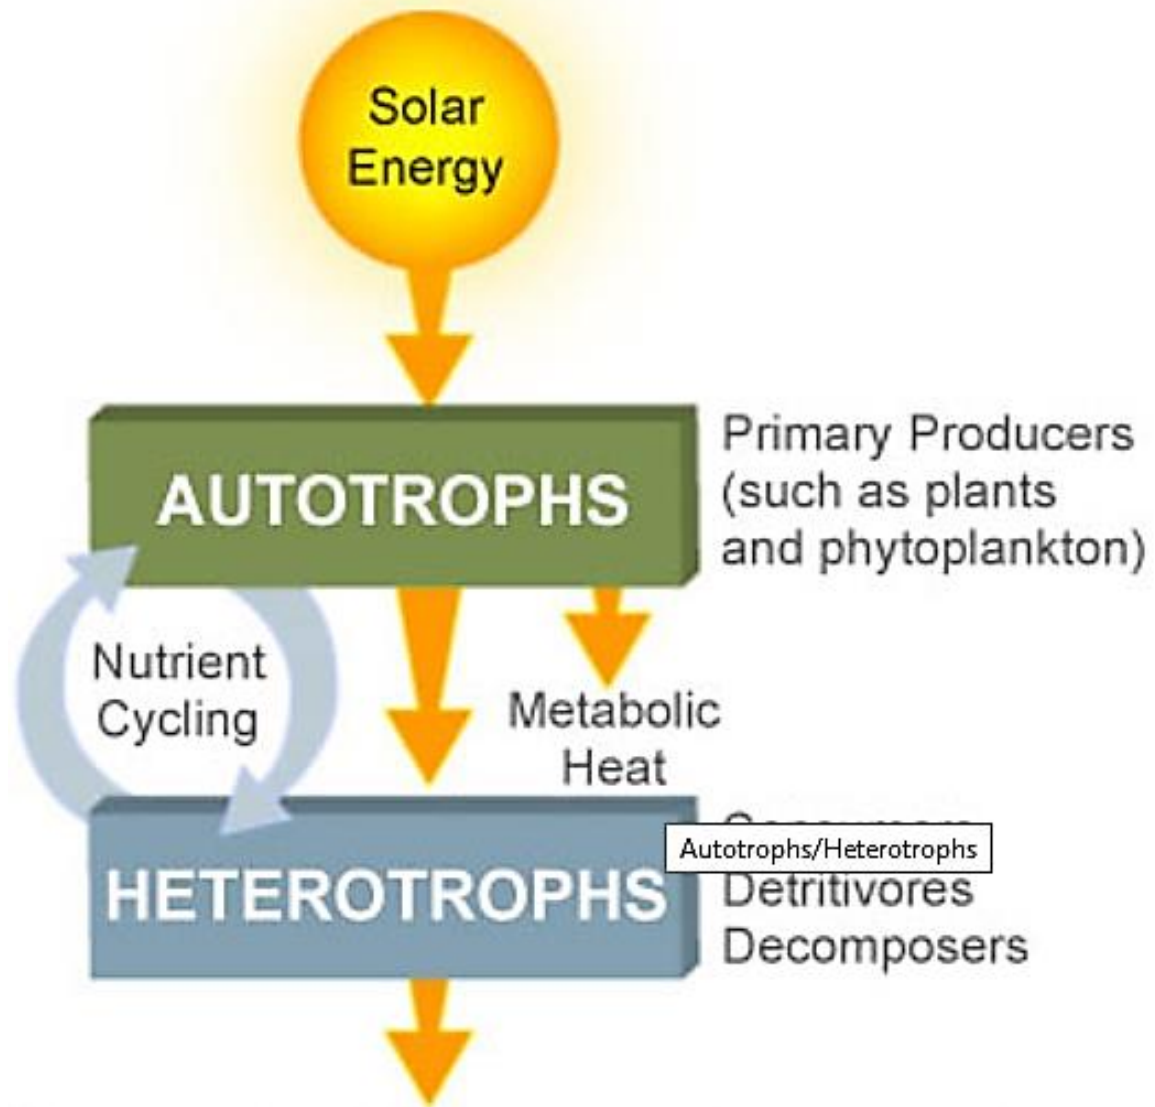 Solar
Energy
AUTOTROPHS
Primary Producers
(such as plants
and phytoplankton)
Nutrient
Cycling
Metabolic
Heat
HETEROTROPHS
Autotrophs/Heterotrophs
Detritivores
Decomposers